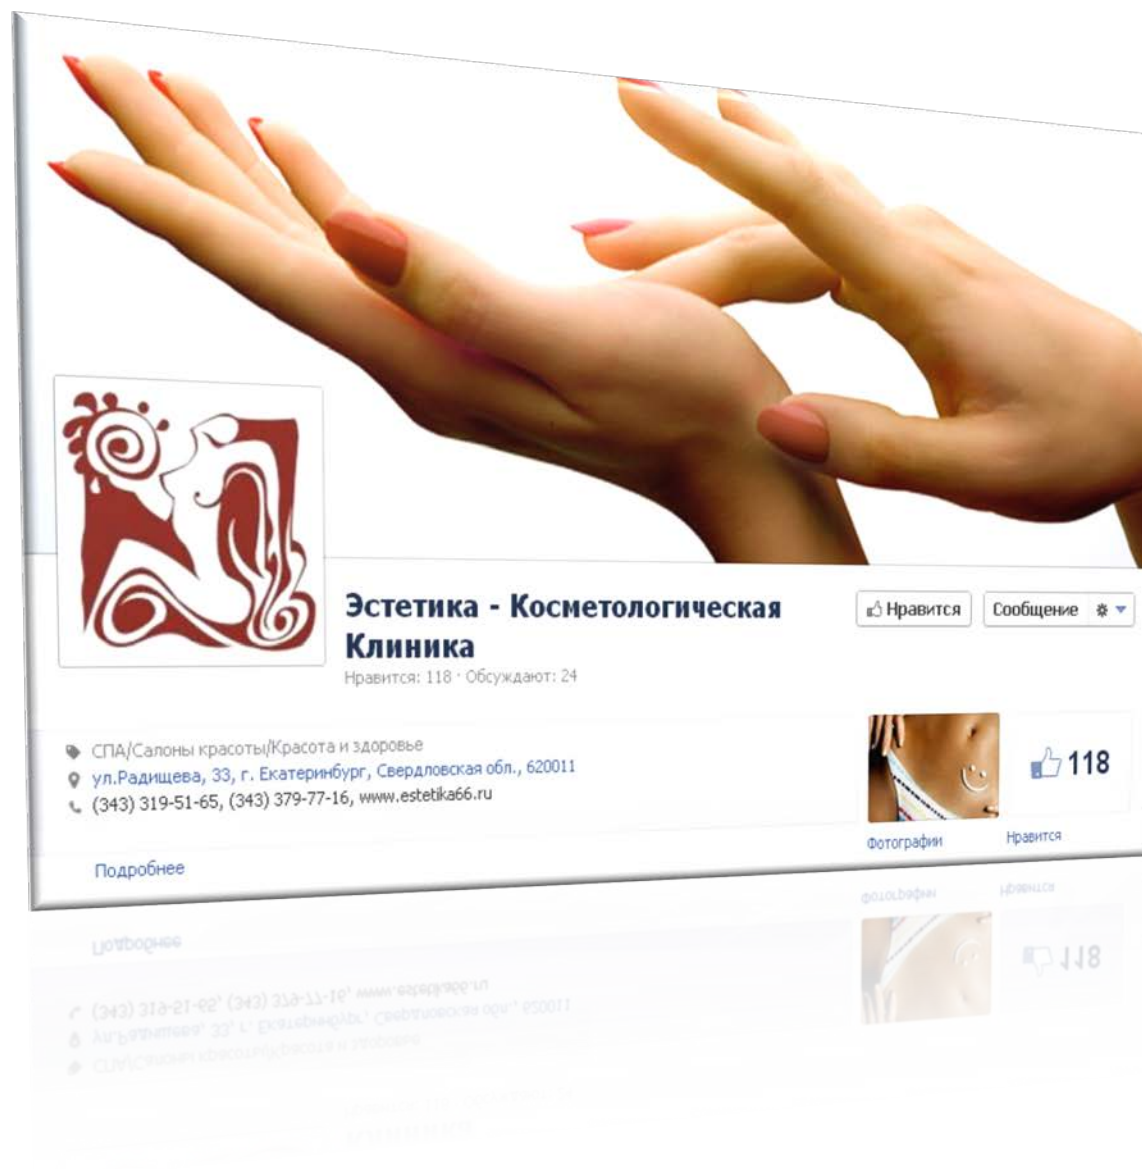 Эстетика - Косметологическая
Клиника
Нравится: 118 · Обсуждают: 24
Нравится
Сообщение
СПА/Салоны красоты/Красота и здоровье
ул.Радищева, 33, г. Екатеринбург, Свердловская обл., 620011
(343) 319-51-65, (343) 379-77-16, www.estetika66.ru
Подробнее
118
Фотографии
Нравится